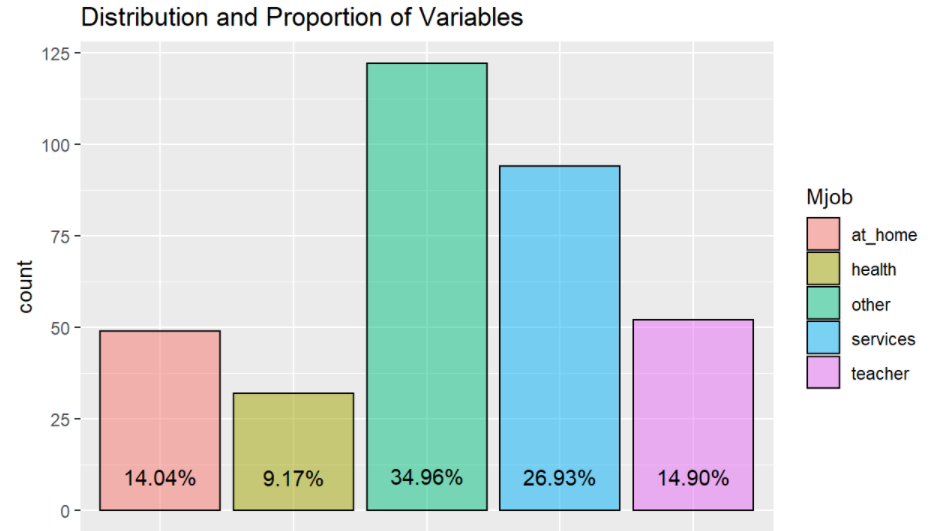 Distribution and Proportion of Variables
125
100
75
50
25
0
count
14.04%
9.17%
34.96%
26.93%
14.90%
Mjob
at_home
health
other
services
teacher